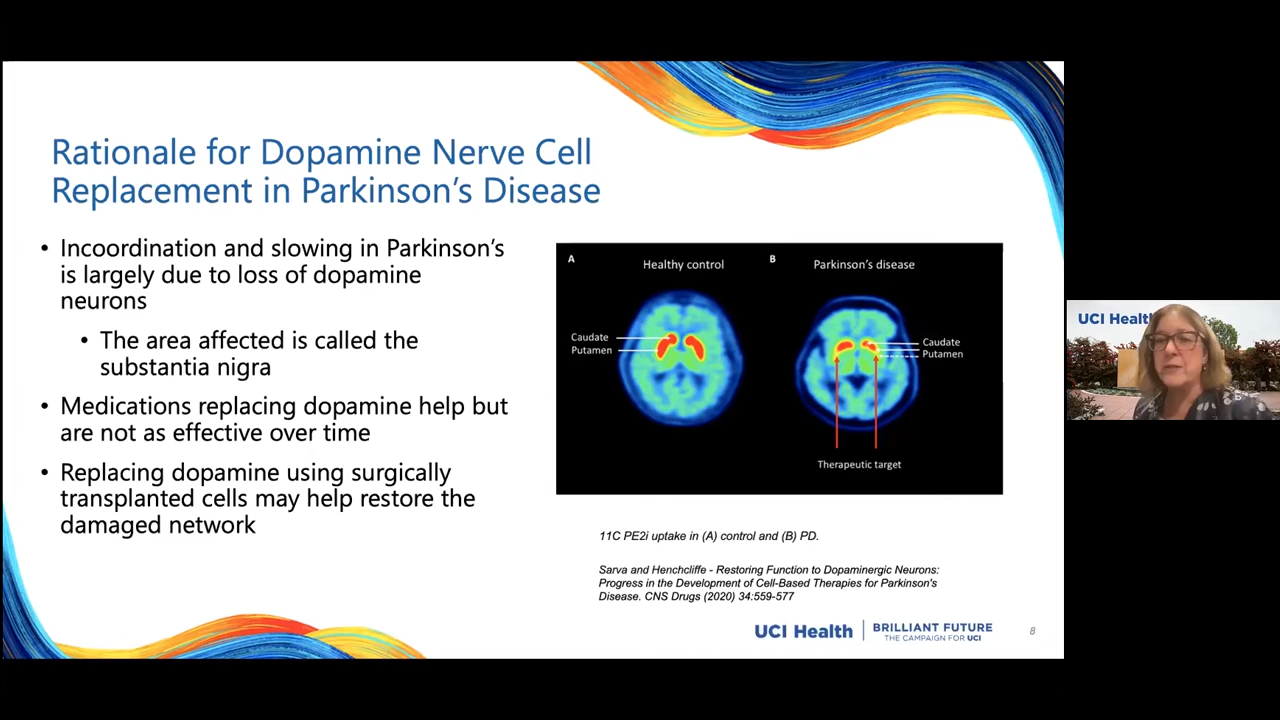 Rationale for Dopamine Nerve Cell
Replacement in Parkinson's Disease
• Incoordination and slowing in Parkinson's
is largely due to loss of dopamine
neurons
• The area affected is called the
substantia nigra
• Medications replacing dopamine help but
are not as effective over time
• Replacing dopamine using surgically
transplanted cells may help restore the
damaged network
A
Healthy control
B
Parkinson's disease
Caudate
Putamen
Caudate
Putamen
Therapeutic target
11C PE2i uptake in (A) control and (B) PD.
Sarva and Henchcliffe - Restoring Function to Dopaminergic Neurons:
Progress in the Development of Cell-Based Therapies for Parkinson's
Disease. CNS Drugs (2020) 34:559-577
UCI Health
BRILLIANT FUTURE
THE CAMPAIGN FOR UCI
8
UCI Health